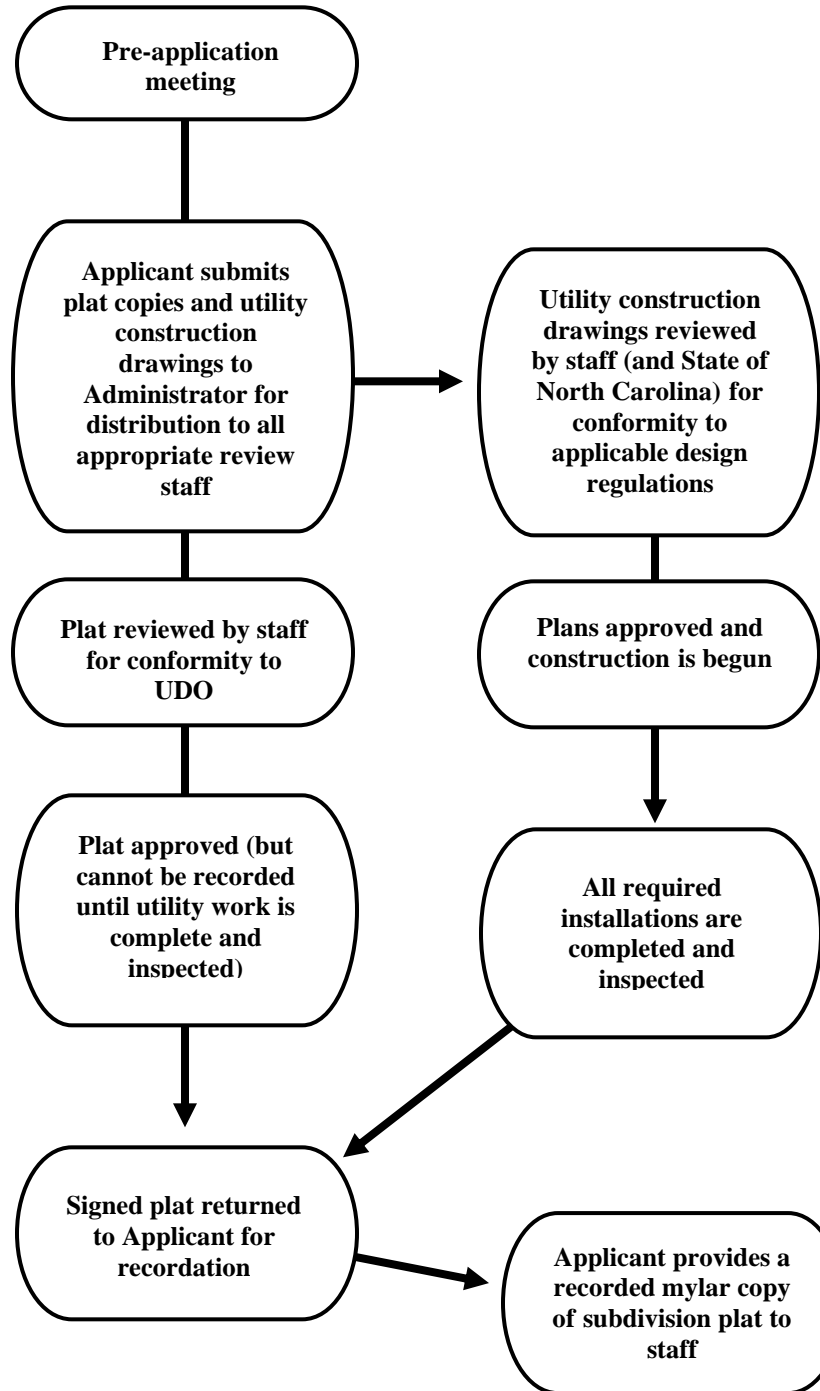 Pre-application
meeting
Applicant submits
plat copies and utility
construction
drawings to
Administrator for
distribution to all
appropriate review
staff
Utility construction
drawings reviewed
by staff (and State of
North Carolina) for
conformity to
applicable design
regulations
Plat reviewed by staff
for conformity to
UDO
Plans approved and
construction is begun
Plat approved (but
cannot be recorded
until utility work is
complete and
inspected)
All required
installations are
completed and
inspected
Signed plat returned
to Applicant for
recordation
Applicant provides a
recorded mylar copy
of subdivision plat to
staff